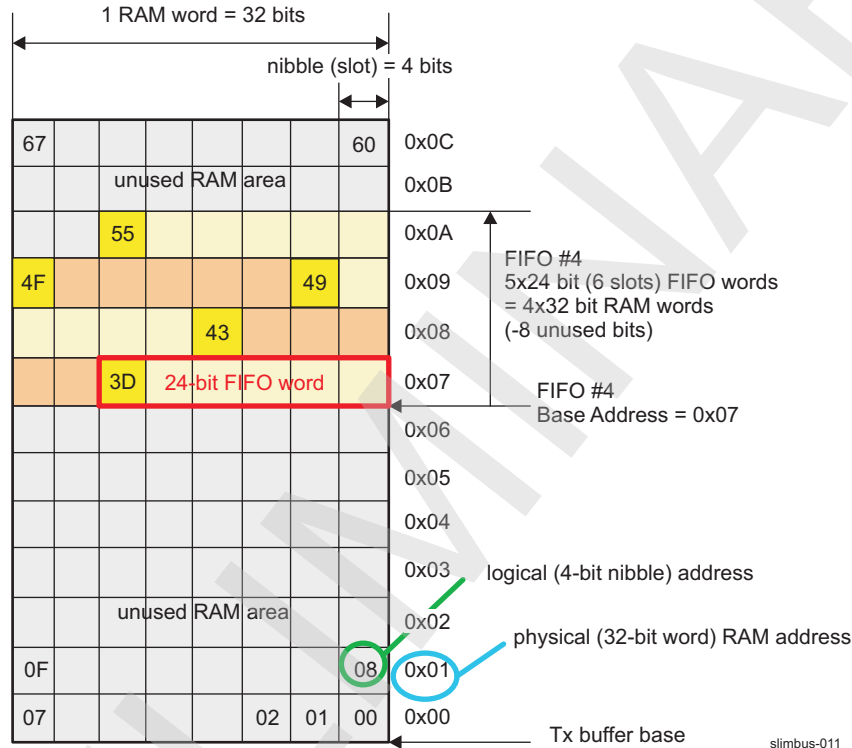 1 RAM word = 32 bits
nibble (slot) = 4 bits
67 60 0x0C
unused RAM area 0x0B
55 0x0A
FIFO #4
5x24 bit (6 slots) FIFO words
= 4x32 bit RAM words
(-8 unused bits)
4F 49 0x09
43 0x08
3D 24-bit FIFO word 0x07
FIFO #4
Base Address = 0x07
0x06
0x05
0x04
0x03 logical (4-bit nibble) address
unused RAM area 0x02
physical (32-bit word) RAM address
0F 08 0x01
07 02 01 00 0x00
Tx buffer base
slimbus-011